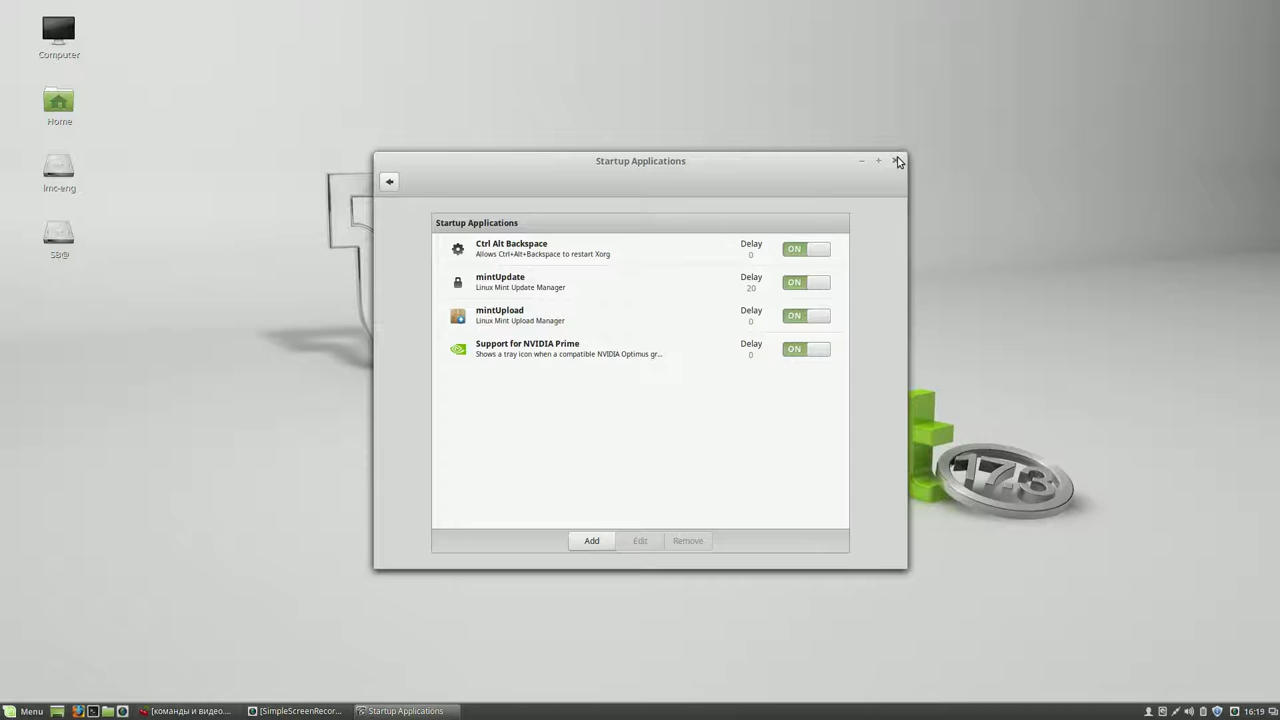 Computer
Home
lmc-eng
SB@
Startup Applications
Startup Applications
Ctrl Alt Backspace
Allows Ctrl+Alt+Backspace to restart Xorg
Delay
0
ON
mintUpdate
Linux Mint Update Manager
Delay
20
ON
mintUpload
Linux Mint Upload Manager
Delay
0
ON
Support for NVIDIA Prime
Shows a tray icon when a compatible NVIDIA Optimus gr...
Delay
0
ON
17.3
Add Edit Remove
Menu [команды и видео.... [SimpleScreenRecor... Startup Applications 16:19